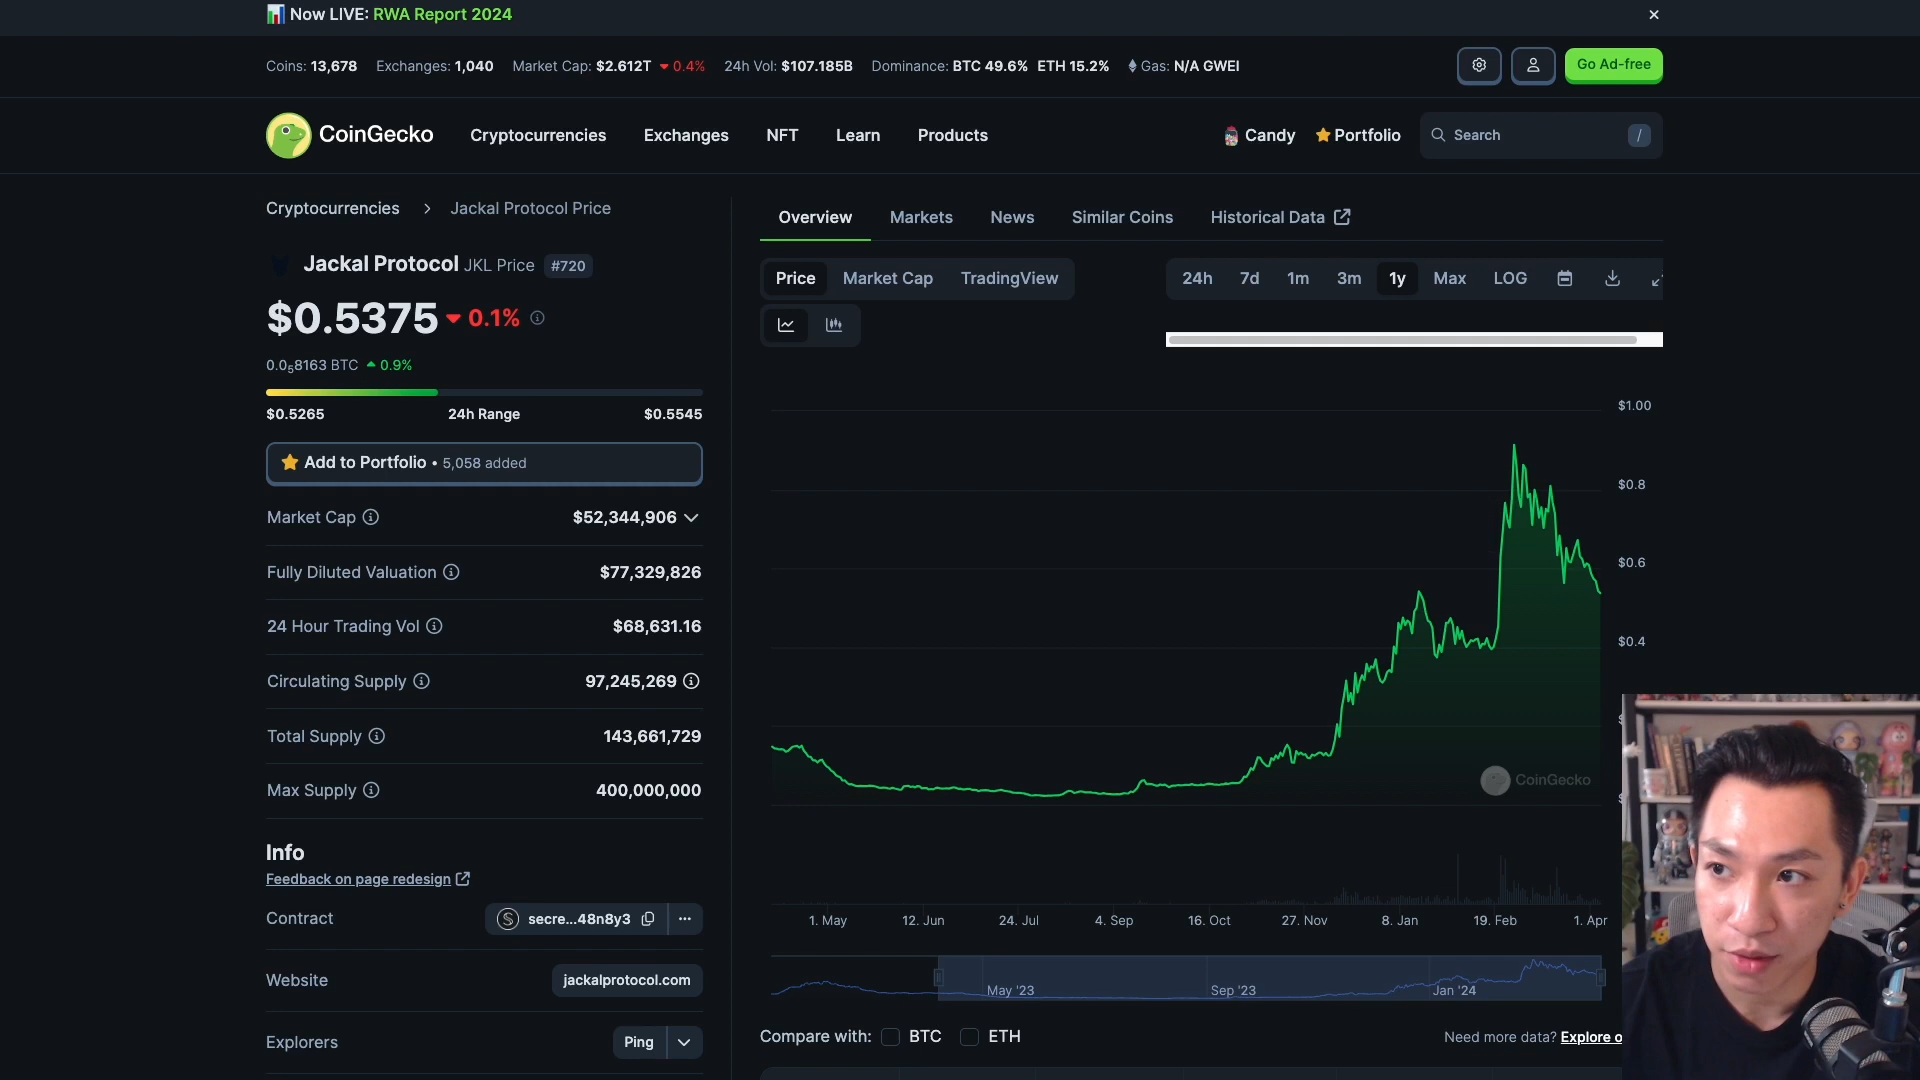 Now LIVE: RWA Report 2024
Coins: 13,678 Exchanges: 1,040 Market Cap: $2.612T 0.4% 24h Vol: $107.185B Dominance: BTC 49.6% ETH 15.2% Gas: N/A GWEI
Go Ad-free
CoinGecko Cryptocurrencies Exchanges NFT Learn Products Candy Portfolio Search /
Cryptocurrencies > Jackal Protocol Price
Overview Markets News Similar Coins Historical Data
Jackal Protocol JKL Price #720
Price Market Cap TradingView 24h 7d 1m 3m 1y Max LOG
$0.5375 0.1%
0.0₅8163 BTC 0.9%
$0.5265 24h Range $0.5545
Add to Portfolio • 5,058 added
Market Cap $52,344,906
Fully Diluted Valuation $77,329,826
24 Hour Trading Vol $68,631.16
Circulating Supply 97,245,269
Total Supply 143,661,729
Max Supply 400,000,000
Info
Feedback on page redesign
Contract secre...48n8y3 ...
Website jackalprotocol.com
Explorers Ping
$1.00
$0.8
$0.6
$0.4
CoinGecko
1. May 12. Jun 24. Jul 4. Sep 16. Oct 27. Nov 8. Jan 19. Feb 1. Apr
May '23 Sep '23 Jan '24
Compare with: BTC ETH
Need more data? Explore